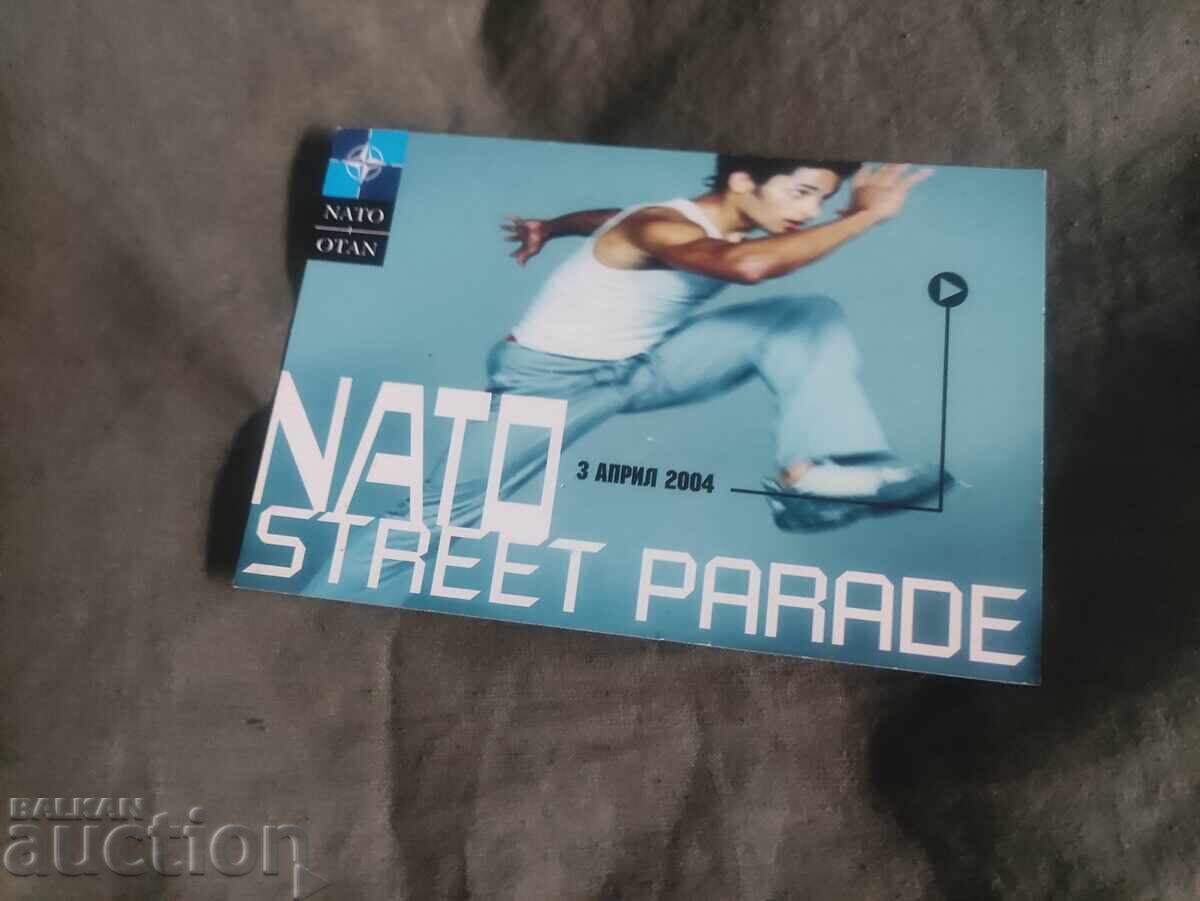 NATO
OTAN
NATO
3 АПРИЛ 2004
STREET PARADE
BALKAN
auction